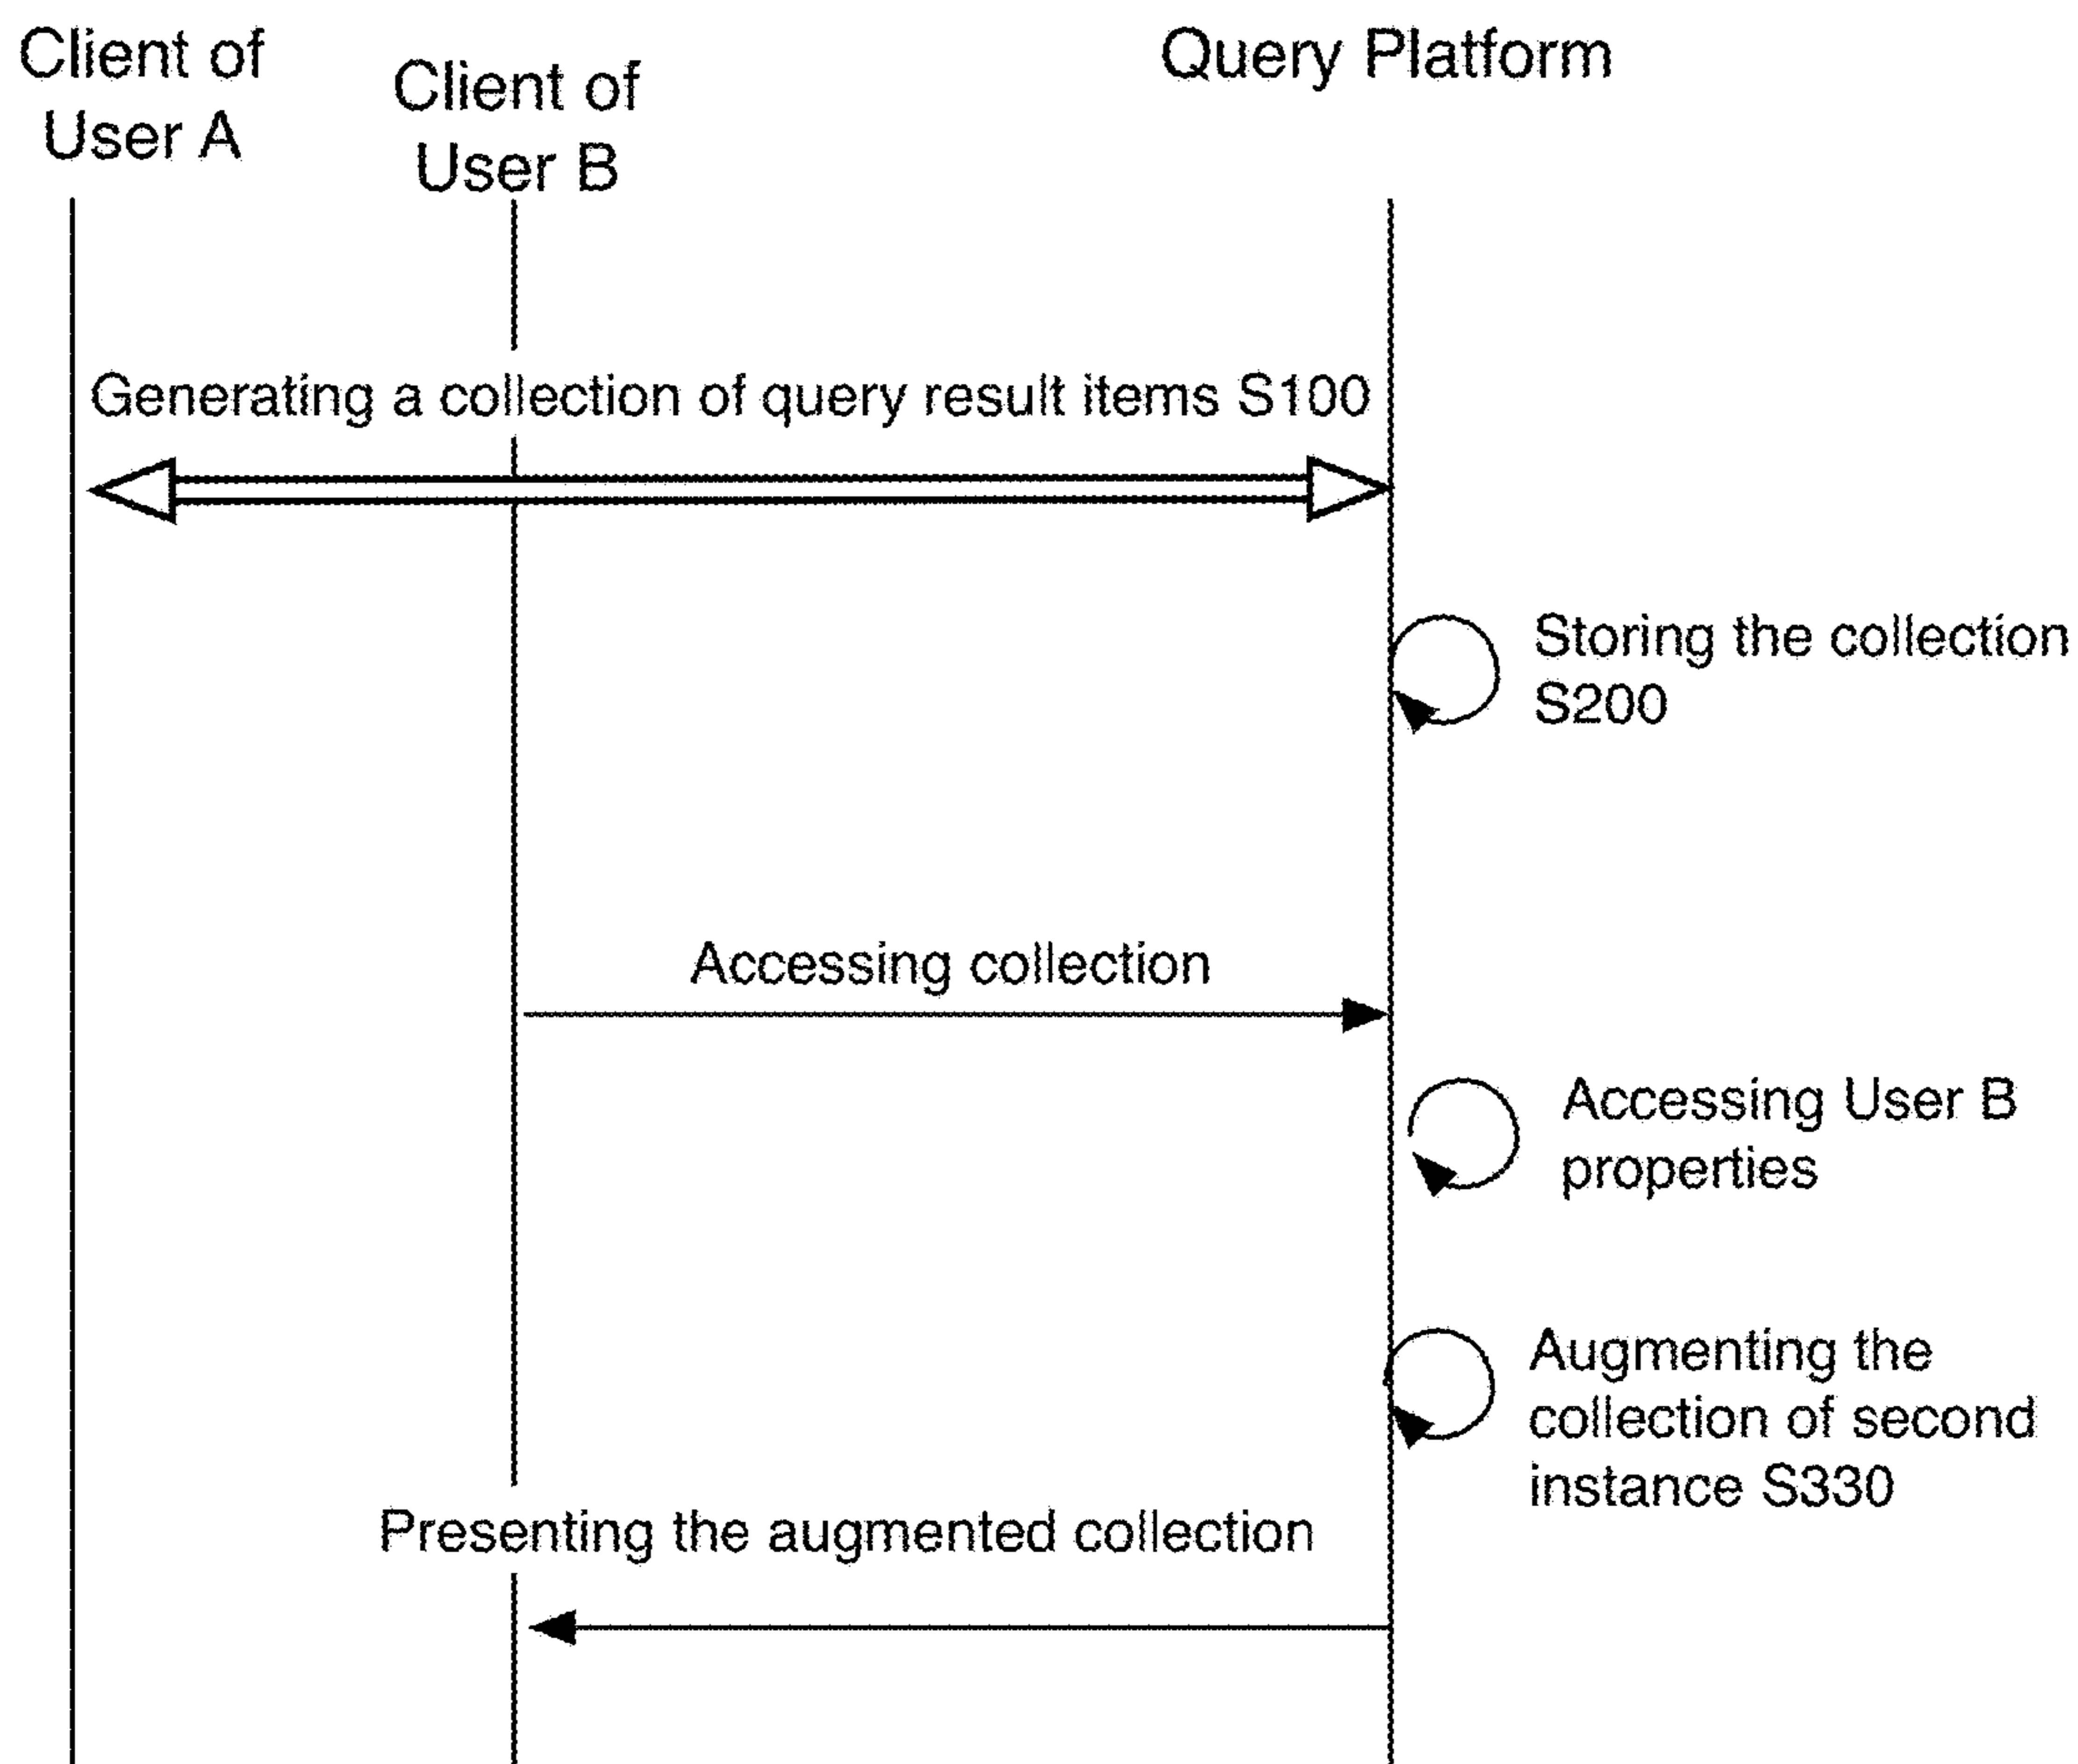 Client of
User A
Client of
User B
Query Platform
Generating a collection of query result items S100
Storing the collection
S200
Accessing collection
Accessing User B
properties
Augmenting the
collection of second
instance S330
Presenting the augmented collection